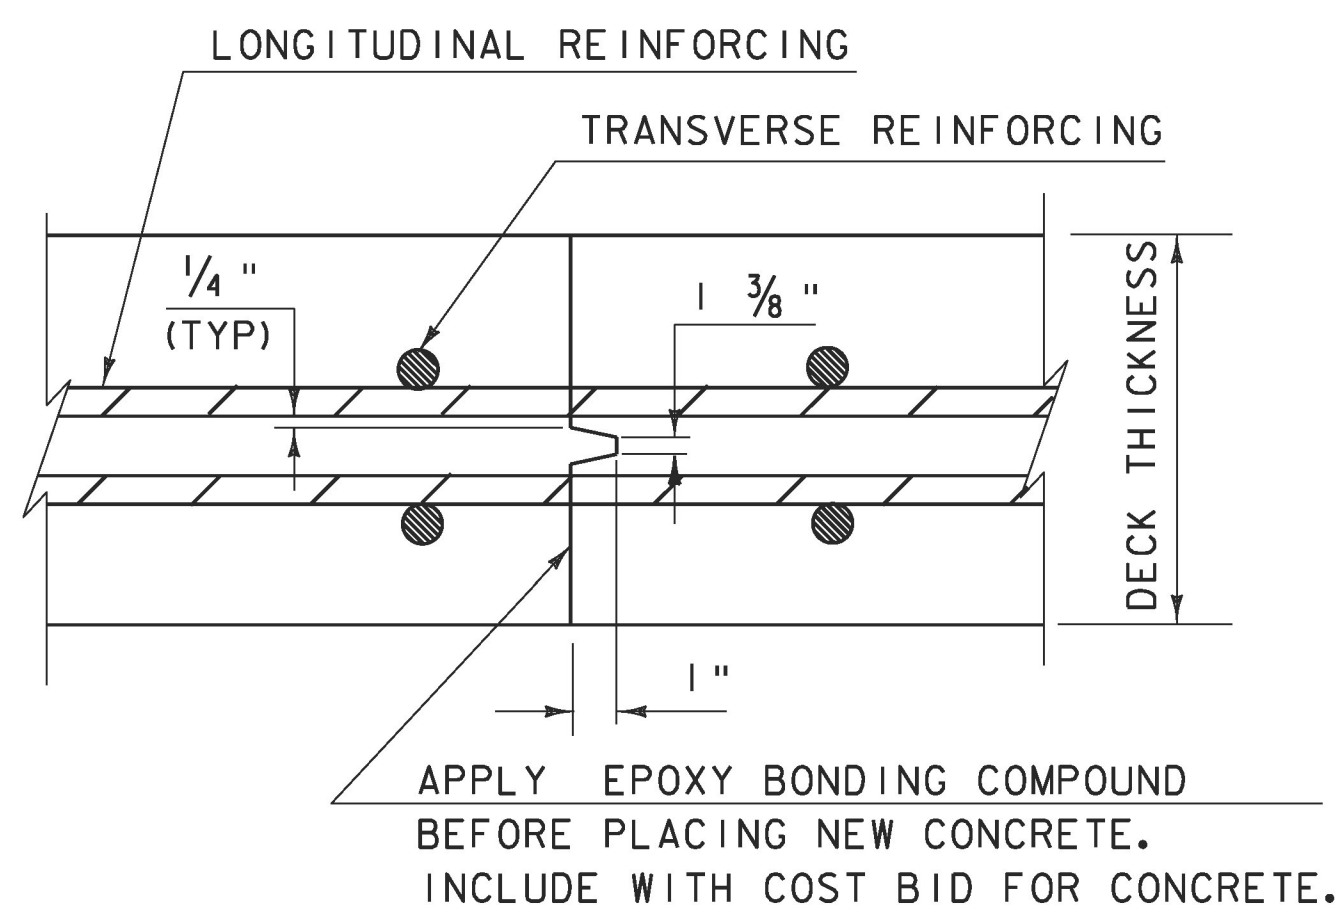 LONGITUDINAL REINFORCING
TRANSVERSE REINFORCING
1/4 "
(TYP)
1 3/8 "
DECK THICKNESS
1 "
APPLY EPOXY BONDING COMPOUND
BEFORE PLACING NEW CONCRETE.
INCLUDE WITH COST BID FOR CONCRETE.